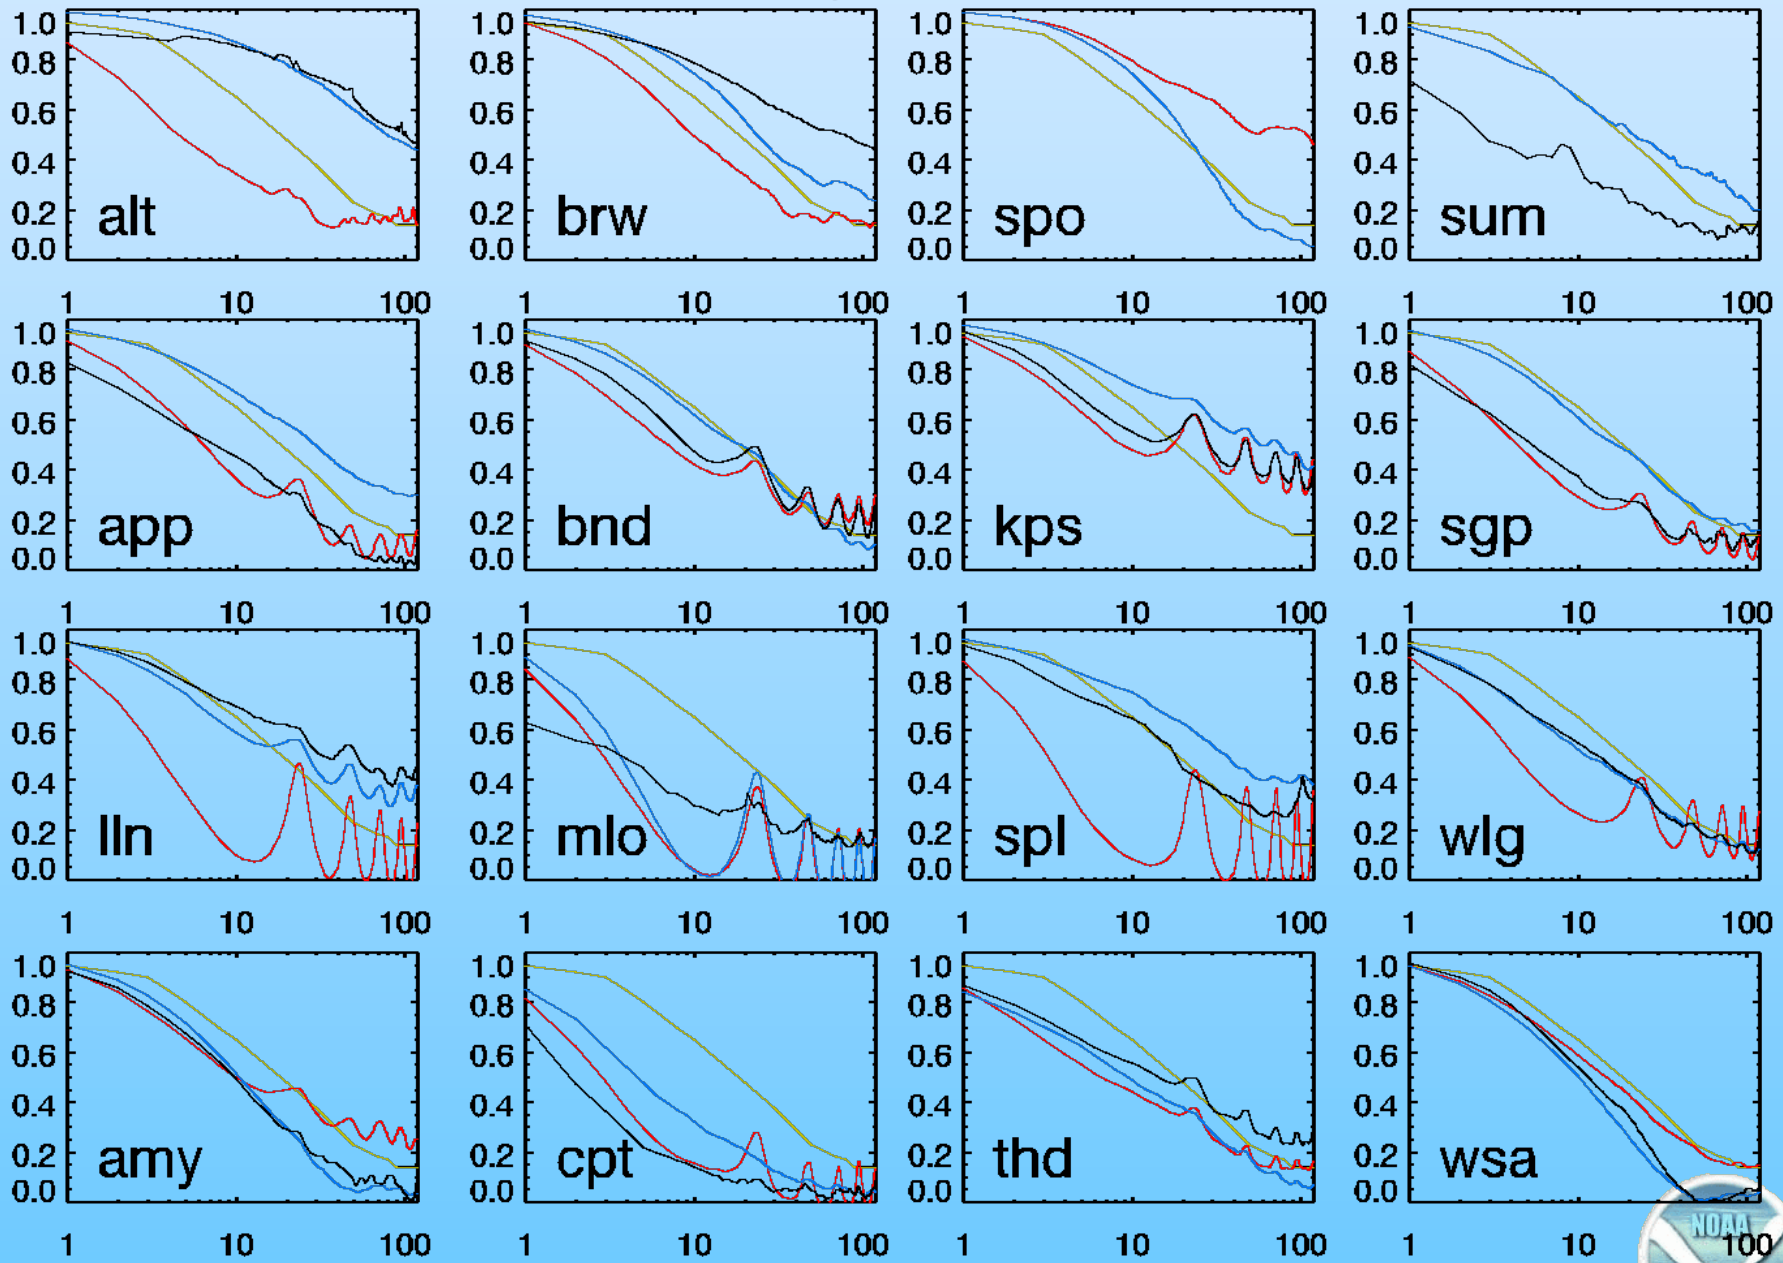 1.0 1.0 1.0 1.0
0.8 0.8 0.8 0.8
0.6 0.6 0.6 0.6
0.4 0.4 0.4 0.4
0.2 alt 0.2 brw 0.2 spo 0.2 sum
0.0 0.0 0.0 0.0
1 10 100 1 10 100 1 10 100 1 10 100
1.0 1.0 1.0 1.0
0.8 0.8 0.8 0.8
0.6 0.6 0.6 0.6
0.4 0.4 0.4 0.4
0.2 app 0.2 bnd 0.2 kps 0.2 sgp
0.0 0.0 0.0 0.0
1 10 100 1 10 100 1 10 100 1 10 100
1.0 1.0 1.0 1.0
0.8 0.8 0.8 0.8
0.6 0.6 0.6 0.6
0.4 0.4 0.4 0.4
0.2 lln 0.2 mlo 0.2 spl 0.2 wlg
0.0 0.0 0.0 0.0
1 10 100 1 10 100 1 10 100 1 10 100
1.0 1.0 1.0 1.0
0.8 0.8 0.8 0.8
0.6 0.6 0.6 0.6
0.4 0.4 0.4 0.4
0.2 amy 0.2 cpt 0.2 thd 0.2 wsa
0.0 0.0 0.0 0.0
NOAA
1 10 100 1 10 100 1 10 100 1 10 100